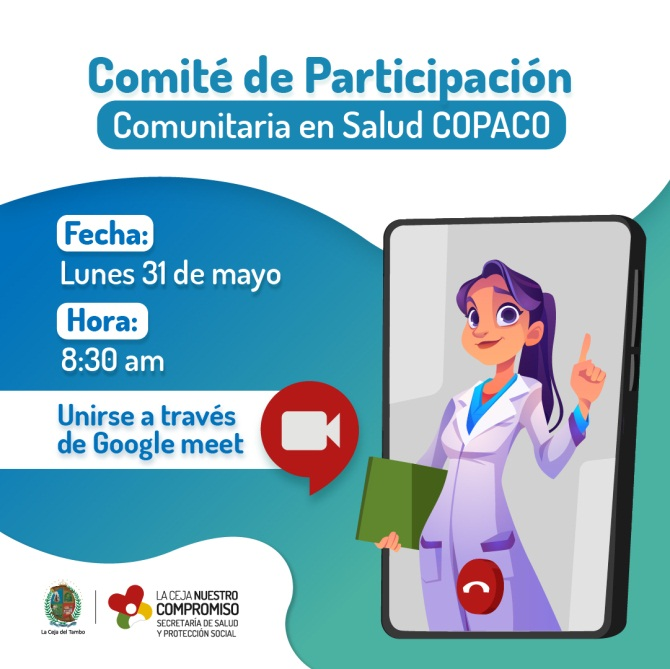 Comité de Participación
Comunitaria en Salud COPACO
Fecha:
Lunes 31 de mayo
Hora:
8:30 am
Unirse a través
de Google meet
La Ceja del Tambo
LA CEJA NUESTRO
COMPROMISO
SECRETARÍA DE SALUD
Y PROTECCIÓN SOCIAL